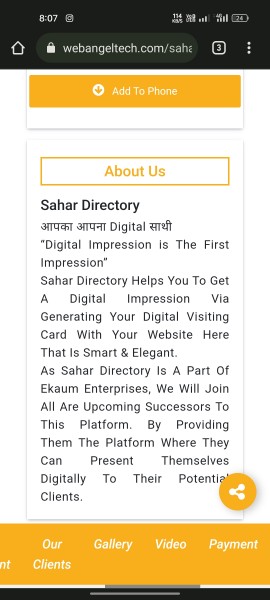 8:07
114 KB/S
4G
24
webangeltech.com/saha
3
Add To Phone
About Us
Sahar Directory
आपका आपना Digital साथी
“Digital Impression is The First
Impression”
Sahar Directory Helps You To Get
A Digital Impression Via
Generating Your Digital Visiting
Card With Your Website Here
That Is Smart & Elegant.
As Sahar Directory Is A Part Of
Ekaum Enterprises, We Will Join
All Are Upcoming Successors To
This Platform. By Providing
Them The Platform Where They
Can Present Themselves
Digitally To Their Potential
Clients.
nt
Our Clients
Gallery
Video
Payment